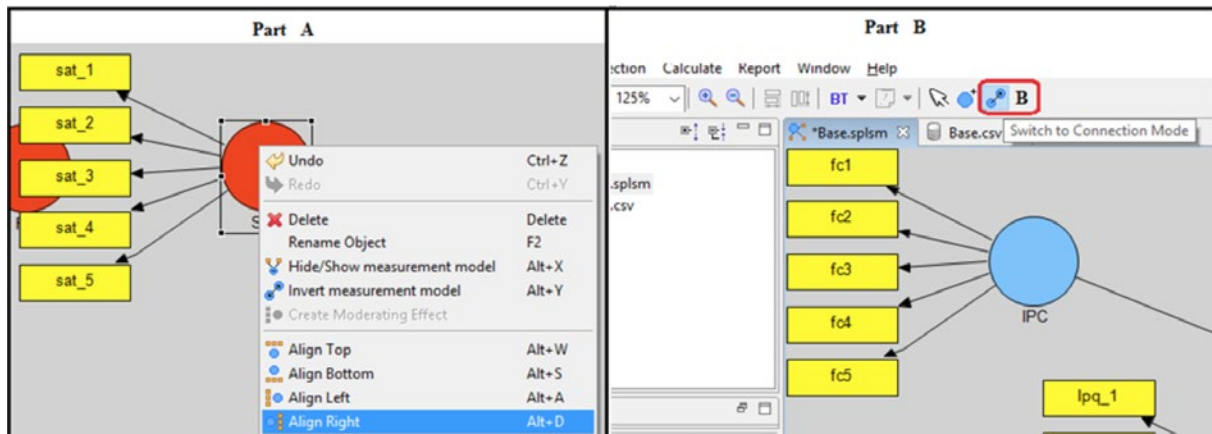 Part A
sat_1
sat_2
sat_3
sat_4
sat_5
Undo Ctrl+Z
Redo Ctrl+Y
Delete Delete
Rename Object F2
Hide/Show measurement model Alt+X
Invert measurement model Alt+Y
Create Moderating Effect
Align Top Alt+W
Align Bottom Alt+S
Align Left Alt+A
Align Right Alt+D
Part B
ction Calculate Report Window Help
125% BT B
*Base.splsm Base.csv Switch to Connection Mode
.splsm
.csv
fc1
fc2
fc3
fc4
fc5
IPC
Ipq_1